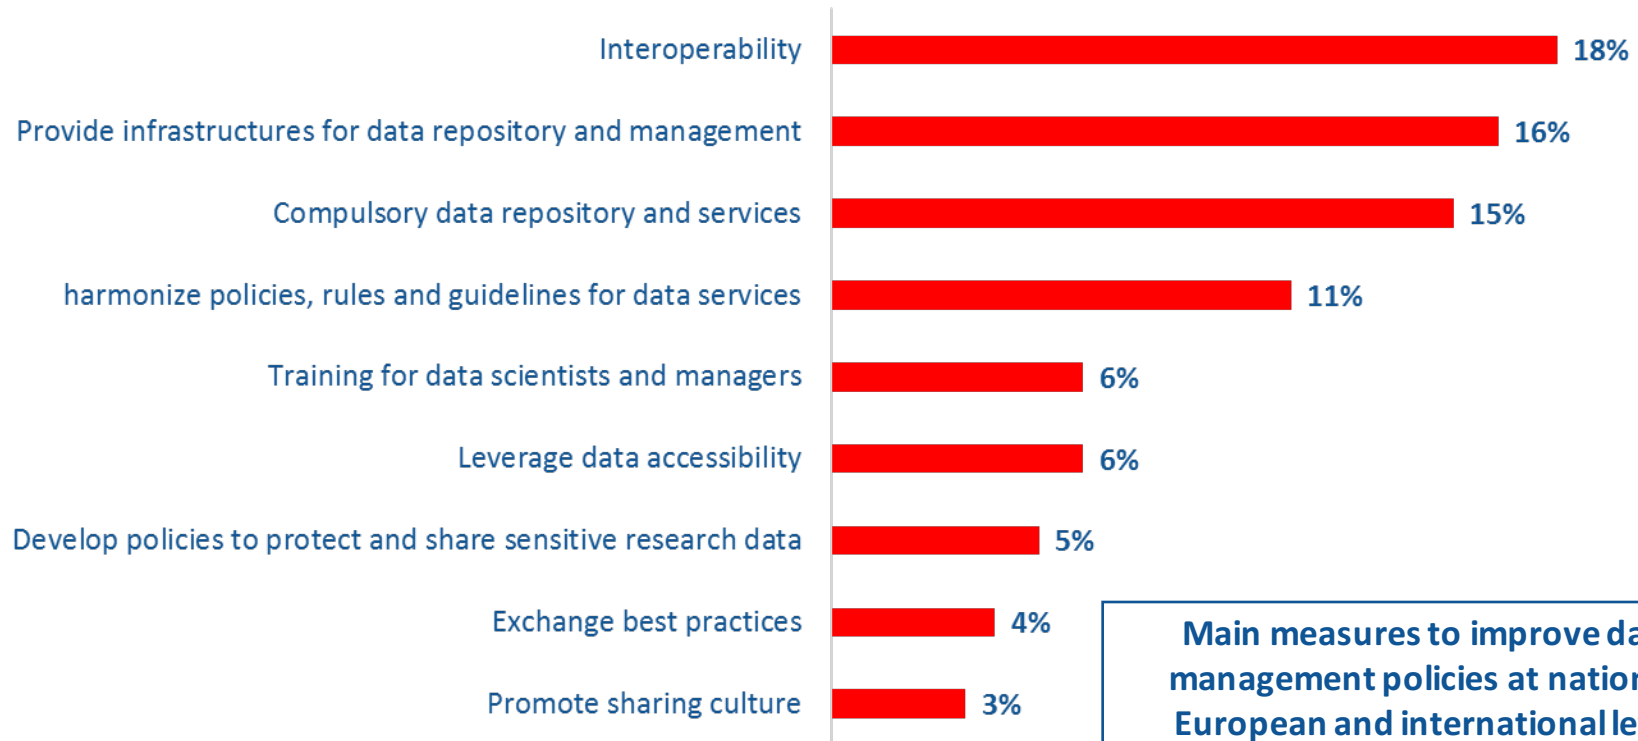 Interoperability 18%
Provide infrastructures for data repository and management 16%
Compulsory data repository and services 15%
harmonize policies, rules and guidelines for data services 11%
Training for data scientists and managers 6%
Leverage data accessibility 6%
Develop policies to protect and share sensitive research data 5%
Exchange best practices 4%
Promote sharing culture 3%
Main measures to improve
management policies at
European and international